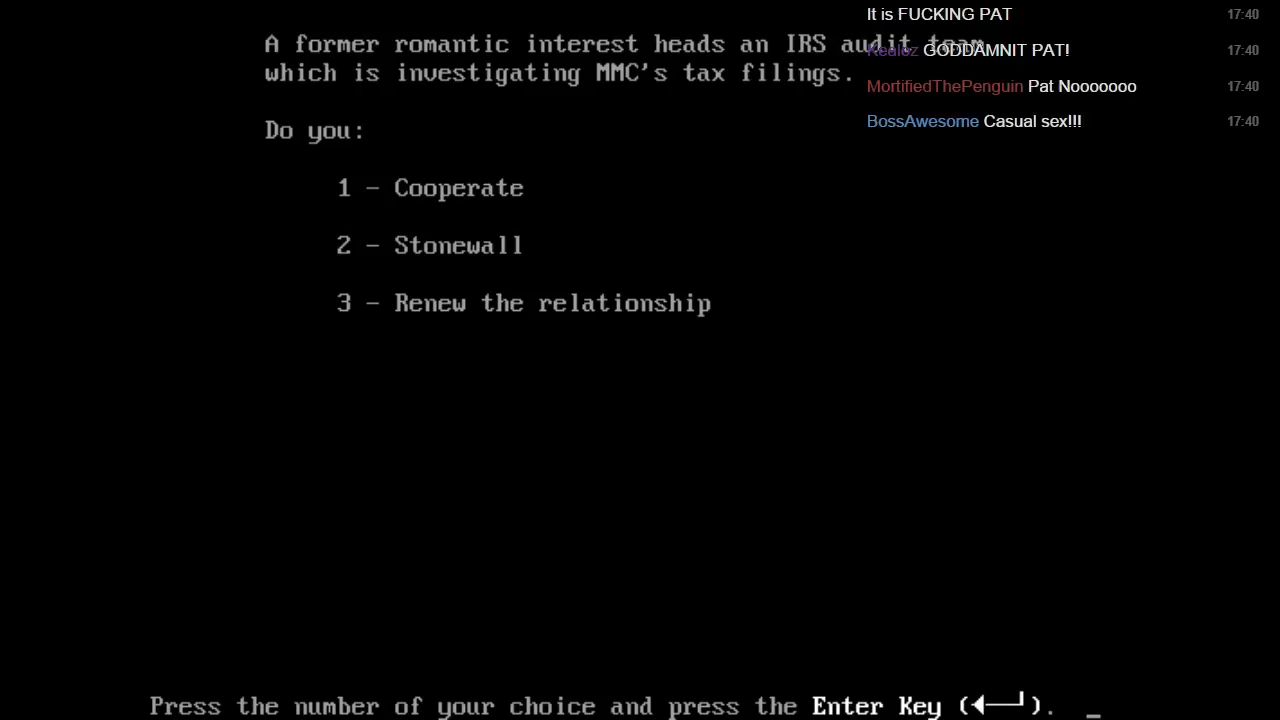 It is FUCKING PAT 17:40
A former romantic interest heads an IRS audit team
Keeloz GODDAMNIT PAT! 17:40
which is investigating MMC's tax filings.
MortifiedThePenguin Pat Nooooooo 17:40
BossAwesome Casual sex!!! 17:40
Do you:
1 - Cooperate
2 - Stonewall
3 - Renew the relationship
Press the number of your choice and press the Enter Key (◄─┘). _